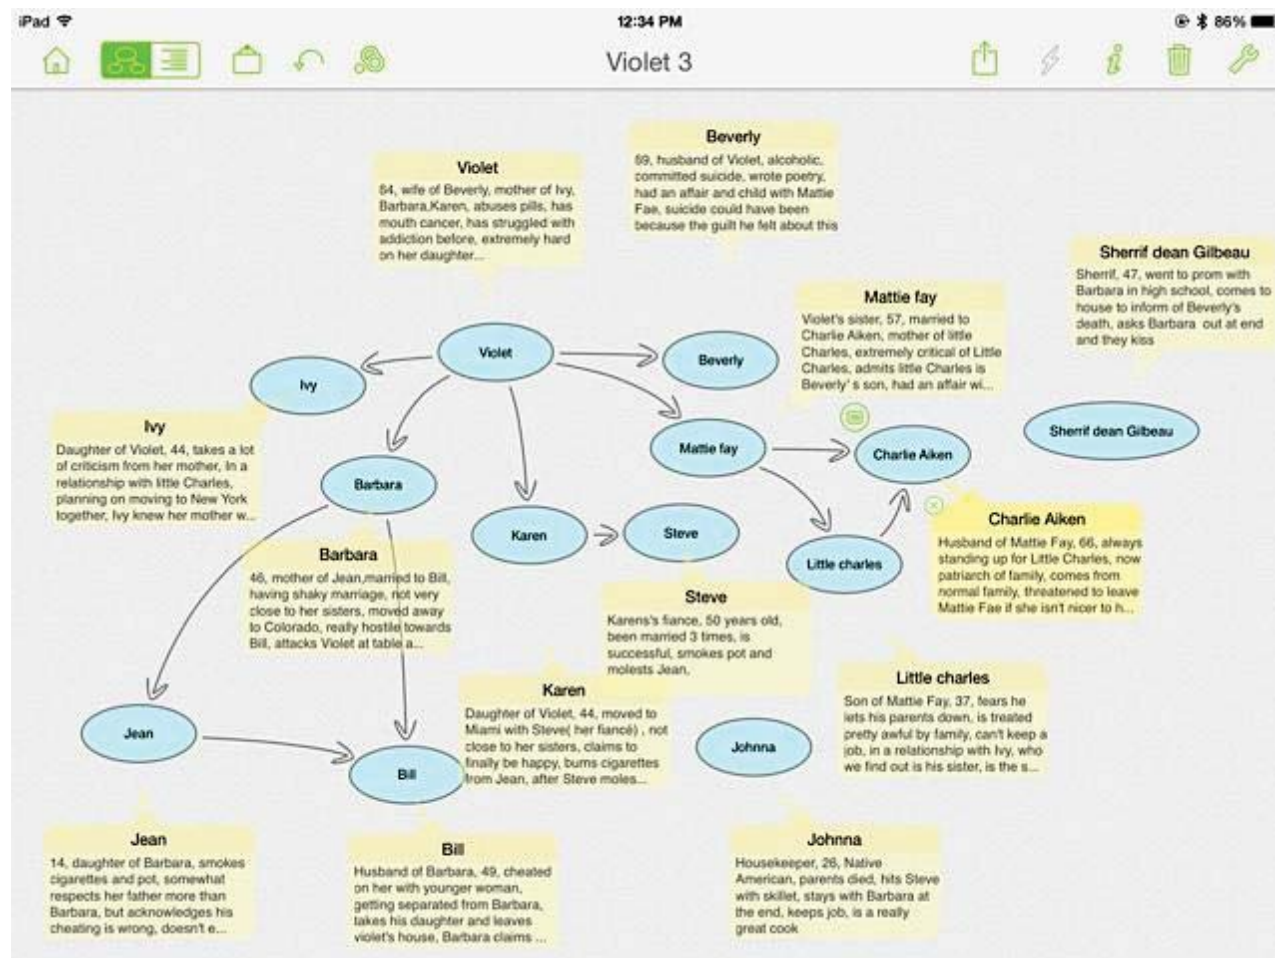 iPad
12:34 PM
86%
Violet 3
Violet
64, wife of Beverly, mother of Ivy,
Barbara,Karen, abuses pills, has
mouth cancer, has struggled with
addiction before, extremely hard
on her daughter...
Beverly
69, husband of Violet, alcoholic,
committed suicide, wrote poetry,
had an affair and child with Mattie
Fae, suicide could have been
because the guilt he felt about this
Sherrif dean Gilbeau
Sherrif, 47, went to prom with
Barbara in high school, comes to
house to inform of Beverly's
death, asks Barbara out at end
and they kiss
Mattie fay
Violet's sister, 57, married to
Charlie Aiken, mother of little
Charles, extremely critical of Little
Charles, admits little Charles is
Beverly' s son, had an affair wi...
Violet
Beverly
Ivy
Mattie fay
Charlie Aiken
Sherrif dean Gilbeau
Ivy
Daughter of Violet, 44, takes a lot
of criticism from her mother, In a
relationship with little Charles,
planning on moving to New York
together, Ivy knew her mother w...
Barbara
Karen
Steve
Little charles
Charlie Aiken
Husband of Mattie Fay, 66, always
standing up for Little Charles, now
patriarch of family, comes from
normal family, threatened to leave
Mattie Fae if she isn't nicer to h...
Barbara
46, mother of Jean,married to Bill,
having shaky marriage, not very
close to her sisters, moved away
to Colorado, really hostile towards
Bill, attacks Violet at table a...
Steve
Karens's fiance, 50 years old,
been married 3 times, is
successful, smokes pot and
molests Jean,
Karen
Daughter of Violet, 44, moved to
Miami with Steve( her fiancé) , not
close to her sisters, claims to
finally be happy, bums cigarettes
from Jean, after Steve moles...
Little charles
Son of Mattie Fay, 37, fears he
lets his parents down, is treated
pretty awful by family, can't keep a
job, in a relationship with Ivy, who
we find out is his sister, is the s...
Jean
Bill
Johnna
Jean
14, daughter of Barbara, smokes
cigarettes and pot, somewhat
respects her father more than
Barbara, but acknowledges his
cheating is wrong, doesn't e...
Bill
Husband of Barbara, 49, cheated
on her with younger woman,
getting separated from Barbara,
takes his daughter and leaves
violet's house, Barbara claims ...
Johnna
Housekeeper, 26, Native
American, parents died, hits Steve
with skillet, stays with Barbara at
the end, keeps job, is a really
great cook